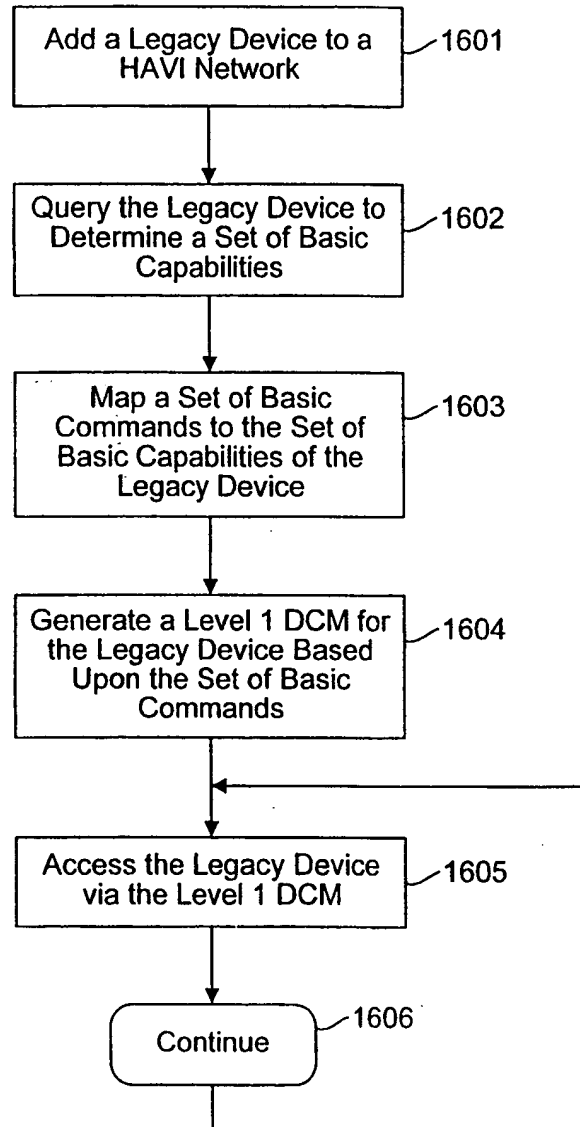 Add a Legacy Device to a
HAVI Network
1601
Query the Legacy Device to
Determine a Set of Basic
Capabilities
1602
Map a Set of Basic
Commands to the Set of
Basic Capabilities of the
Legacy Device
1603
Generate a Level 1 DCM for
the Legacy Device Based
Upon the Set of Basic
Commands
1604
Access the Legacy Device
via the Level 1 DCM
1605
Continue
1606